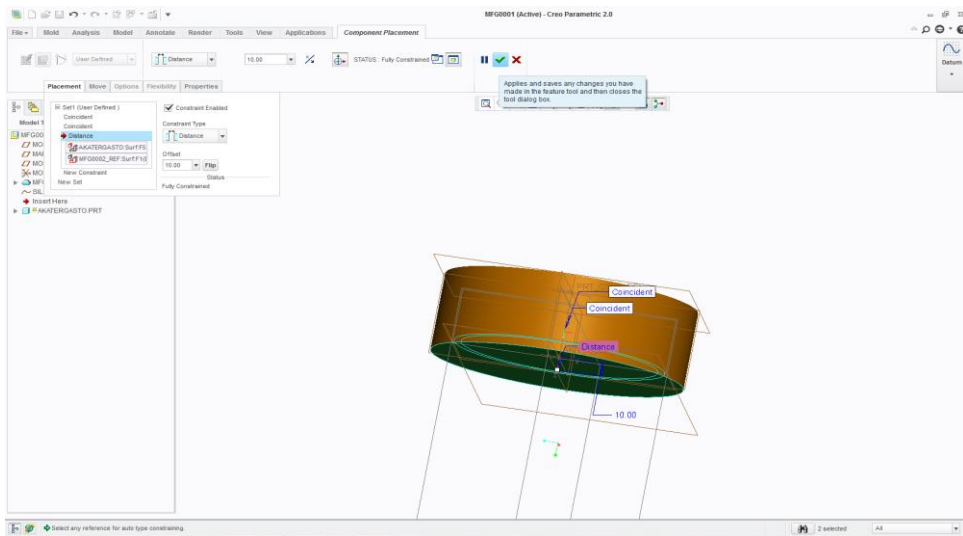 MFG0001 (Active) - Creo Parametric 2.0
File Mold Analysis Model Annotate Render Tools View Applications Component Placement
User Defined Distance 10.00 STATUS : Fully Constrained
Datum
Applies and saves any changes you have
made in the feature tool and then closes the
tool dialog box.
Placement Move Options Flexibility Properties
Set1 (User Defined )
Coincident
Coincident
Distance
AKATERGASTO:Surf:F5
MFG0002_REF:Surf:F1(
New Constraint
New Set
Constraint Enabled
Constraint Type
Distance
Offset
10.00 Flip
Status
Fully Constrained
Model
MFG00
MO
MAI
MO
MO
MFG
SIL
Insert Here
AKATERGASTO.PRT
Coincident
Coincident
Distance
10.00
Select any reference for auto type constraining.
2 selected All